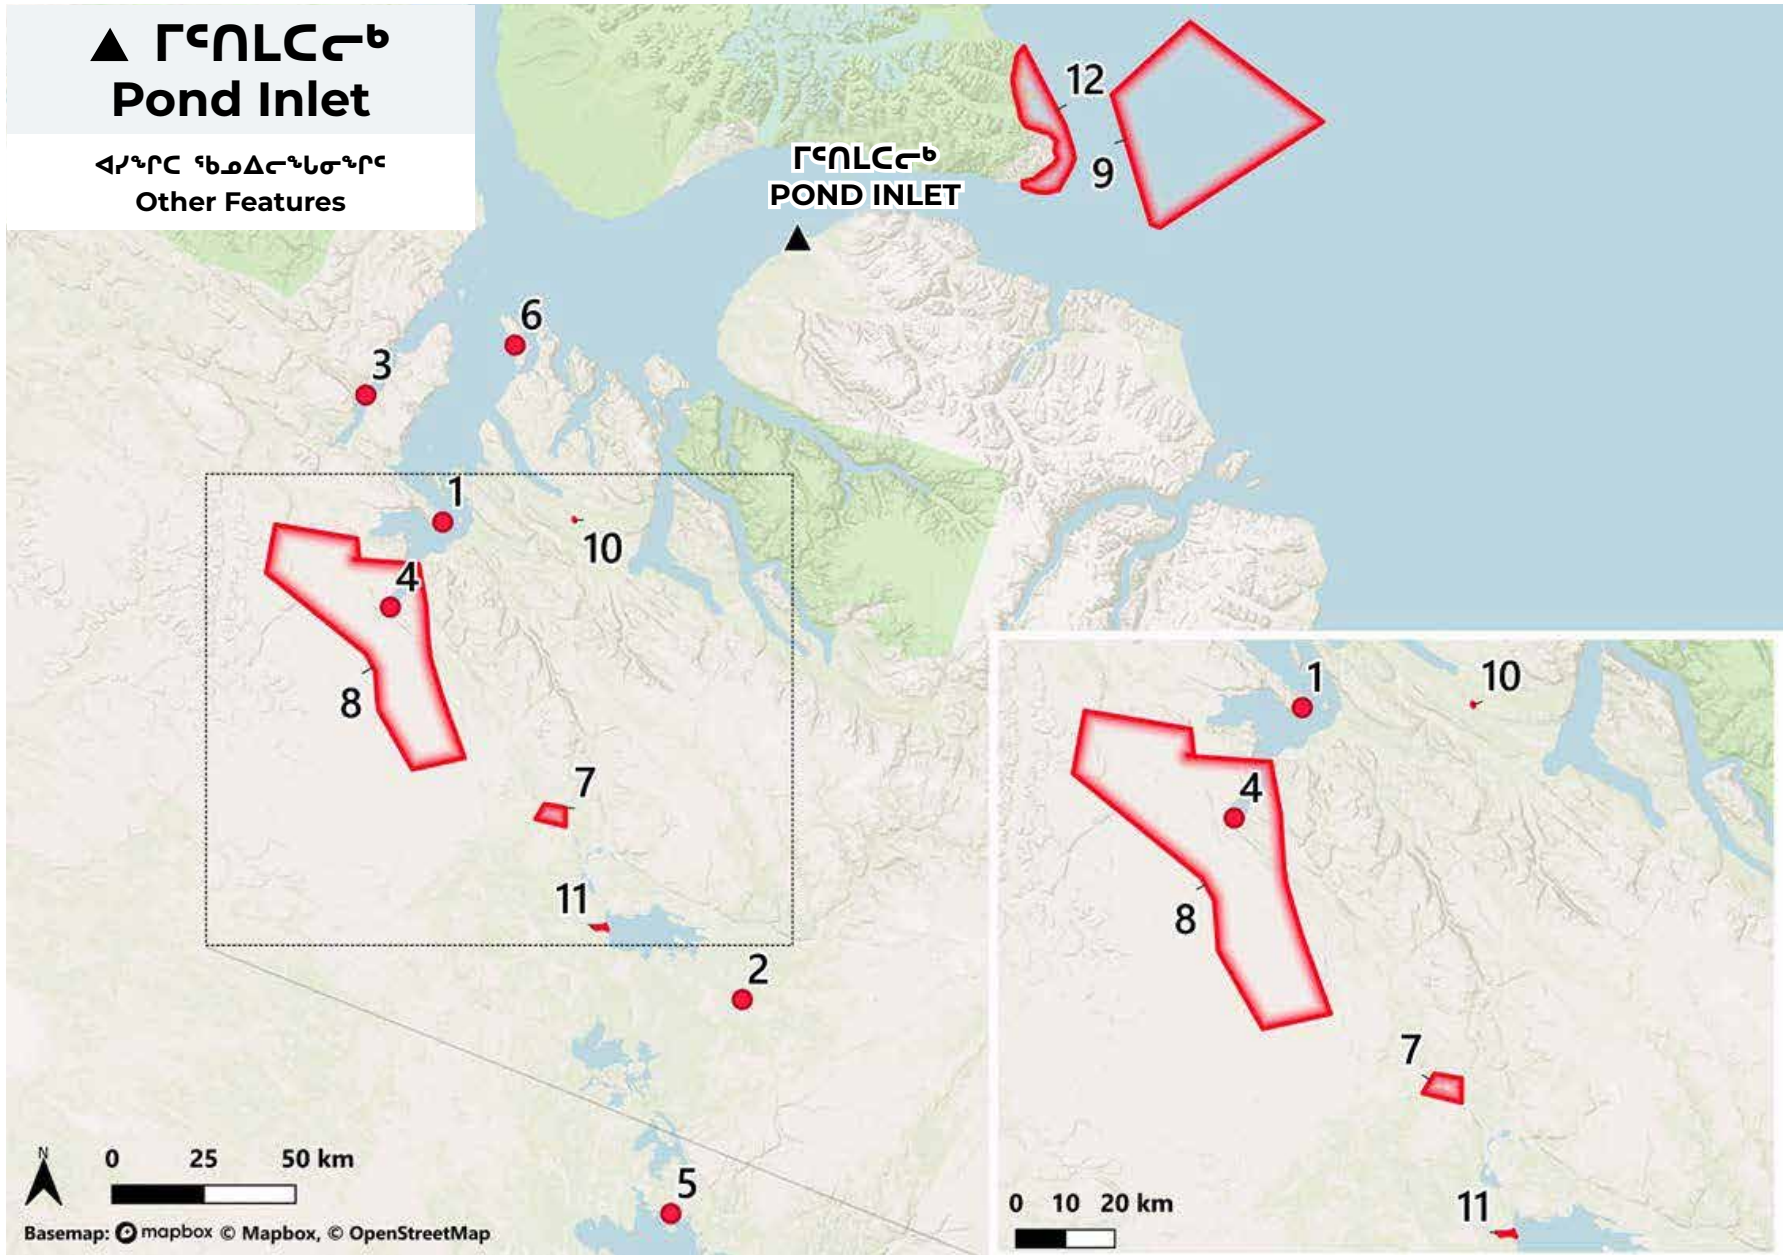 ▲ ᒥᑦᑎᒪᑕᓕᒃ
Pond Inlet
ᐊᓯᖏᑕ ᖃᓄᐃᓕᖓᓂᖏᑦ
Other Features
12
9
ᒥᑦᑎᒪᑕᓕᒃ
POND INLET
6
3
1
10
4
8
7
11
2
5
N
0 25 50 km
Basemap: mapbox © Mapbox, © OpenStreetMap
1
10
4
8
7
11
0 10 20 km